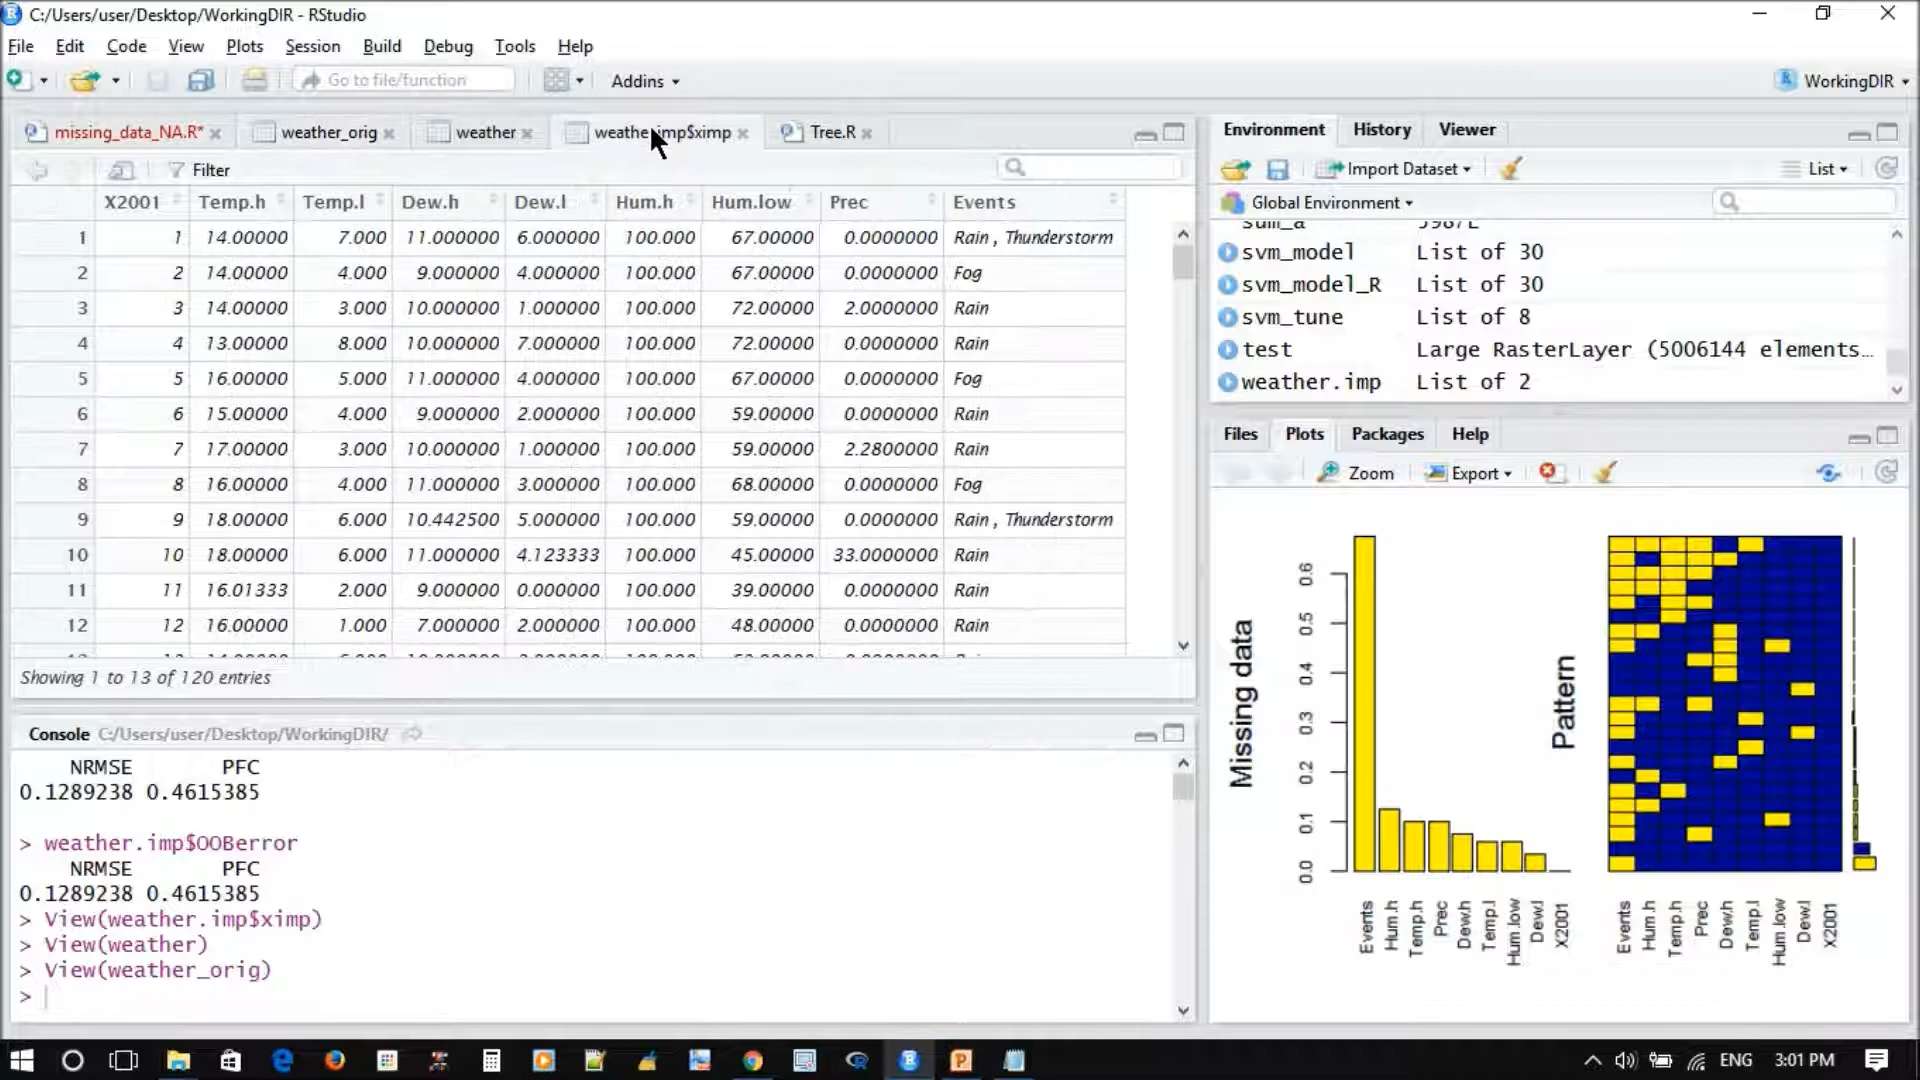 C:/Users/user/Desktop/WorkingDIR - RStudio
File Edit Code View Plots Session Build Debug Tools Help
Go to file/function Addins WorkingDIR
missing_data_NA.R* weather_orig weather Tree.R
Filter
X2001 Temp.h Temp.l Dew.h Dew.l Hum.h Hum.low Prec Events
1 1 14.00000 7.000 11.000000 6.000000 100.000 67.00000 0.0000000 Rain , Thunderstorm
2 2 14.00000 4.000 9.000000 4.000000 100.000 67.00000 0.0000000 Fog
3 3 14.00000 3.000 10.000000 1.000000 100.000 72.00000 2.0000000 Rain
4 4 13.00000 8.000 10.000000 7.000000 100.000 72.00000 0.0000000 Rain
5 5 16.00000 5.000 11.000000 4.000000 100.000 67.00000 0.0000000 Fog
6 6 15.00000 4.000 9.000000 2.000000 100.000 59.00000 0.0000000 Rain
7 7 17.00000 3.000 10.000000 1.000000 100.000 59.00000 2.2800000 Rain
8 8 16.00000 4.000 11.000000 3.000000 100.000 68.00000 0.0000000 Fog
9 9 18.00000 6.000 10.442500 5.000000 100.000 59.00000 0.0000000 Rain , Thunderstorm
10 10 18.00000 6.000 11.000000 4.123333 100.000 45.00000 33.0000000 Rain
11 11 16.01333 2.000 9.000000 0.000000 100.000 39.00000 0.0000000 Rain
12 12 16.00000 1.000 7.000000 2.000000 100.000 48.00000 0.0000000 Rain
Showing 1 to 13 of 120 entries
Console C:/Users/user/Desktop/WorkingDIR/
NRMSE PFC
0.1289238 0.4615385
> weather.imp$OOBerror
NRMSE PFC
0.1289238 0.4615385
> View(weather.imp$ximp)
> View(weather)
> View(weather_orig)
>
Environment History Viewer
Import Dataset List
Global Environment
svm_model List of 30
svm_model_R List of 30
svm_tune List of 8
test Large RasterLayer (5006144 elements…
weather.imp List of 2
Files Plots Packages Help
Zoom Export
Missing data
0.6
0.5
0.4
0.3
0.2
0.1
0.0
Events Hum.h Temp.h Prec Dew.h Temp.l Hum.low Dew.l X2001
Pattern
Events Hum.h Temp.h Prec Dew.h Temp.l Hum.low Dew.l X2001
ENG 3:01 PM